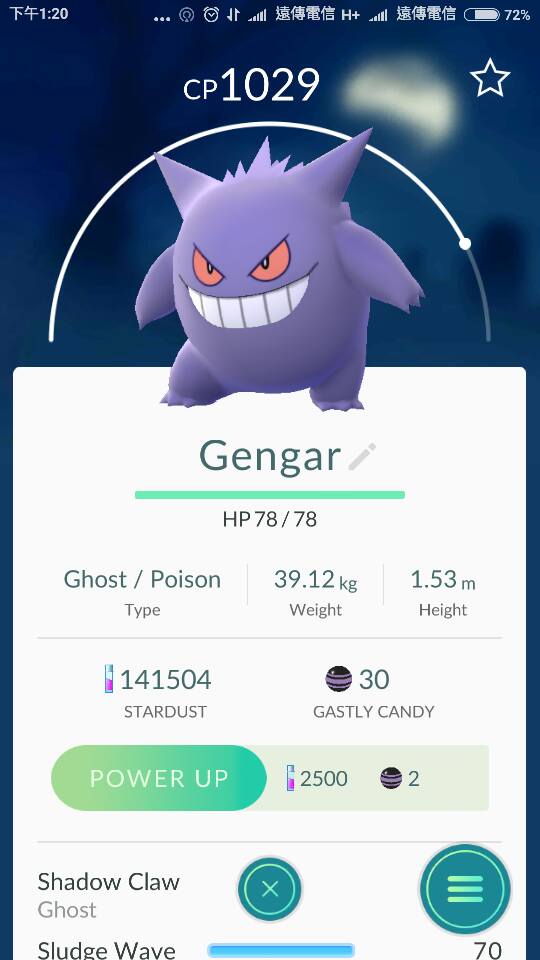 下午1:20 ... 遠傳電信 H+ 遠傳電信 72%
CP1029
Gengar
HP 78 / 78
Ghost / Poison 39.12 kg 1.53 m
Type Weight Height
141504 30
STARDUST GASTLY CANDY
POWER UP 2500 2
Shadow Claw
Ghost
Sludge Wave 70